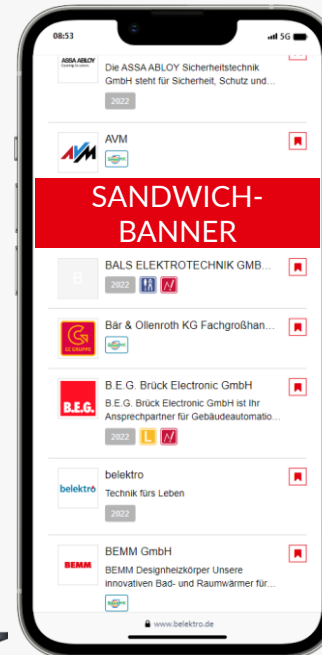 08:53
5G
ASSA ABLOY
Die ASSA ABLOY Sicherheitstechnik
GmbH steht für Sicherheit, Schutz und...
2022
AVM
AVM
SANDWICH-
BANNER
B
BALS ELEKTROTECHNIK GMB...
2022
Bär & Ollenroth KG Fachgroßhan...
GC GRUPPE
B.E.G. Brück Electronic GmbH
B.E.G.
B.E.G. Brück Electronic GmbH ist Ihr
Ansprechpartner für Gebäudeautomatio...
2022 L
belektro
belektro
Technik fürs Leben
2022
BEMM GmbH
BEMM
BEMM Designheizkörper Unsere
innovativen Bad- und Raumwärmer für...
www.belektro.de